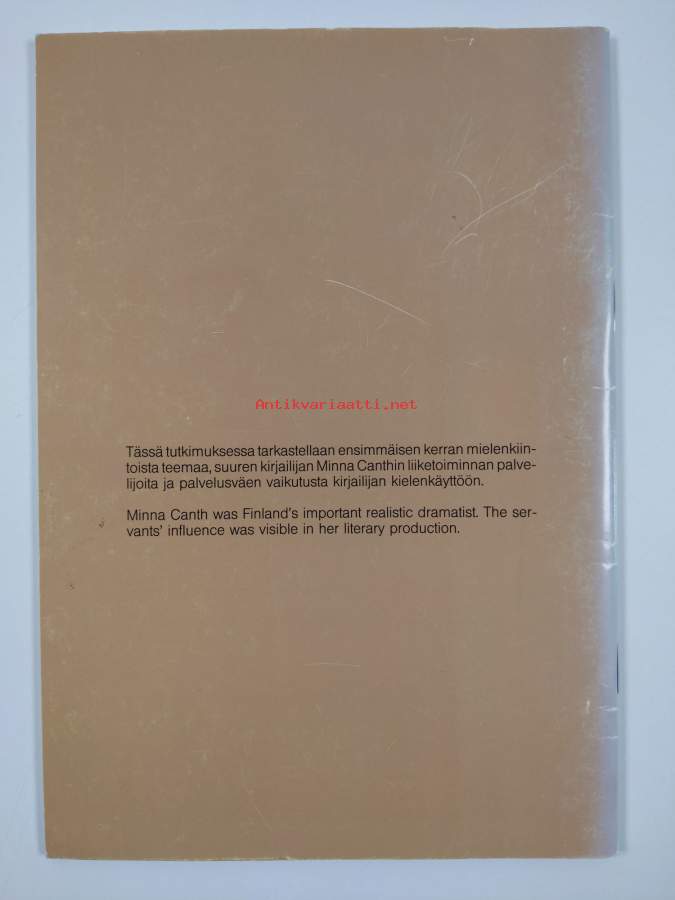 Antikvariaatti.net
Tässä tutkimuksessa tarkastellaan ensimmäisen kerran mielenkiin-
toista teemaa, suuren kirjailijan Minna Canthin liiketoiminnan palve-
lijoita ja palvelusväen vaikutusta kirjailijan kielenkäyttöön.
Minna Canth was Finland's important realistic dramatist. The ser-
vants' influence was visible in her literary production.